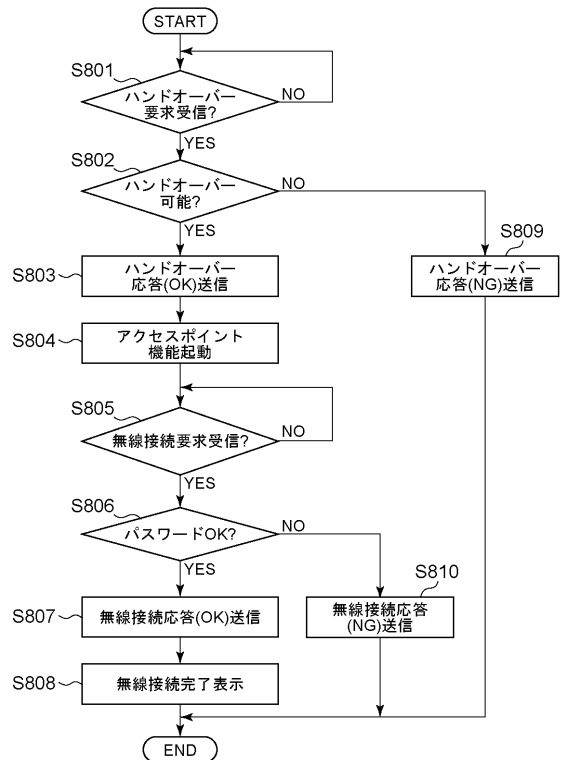 START
S801
ハンドオーバー
要求受信?
NO
YES
S802
ハンドオーバー
可能?
NO
YES
S803
ハンドオーバー
応答(OK)送信
S809
ハンドオーバー
応答(NG)送信
S804
アクセスポイント
機能起動
S805
無線接続要求受信?
NO
YES
S806
パスワードOK?
NO
YES
S807
無線接続応答(OK)送信
S810
無線接続応答
(NG)送信
S808
無線接続完了表示
END